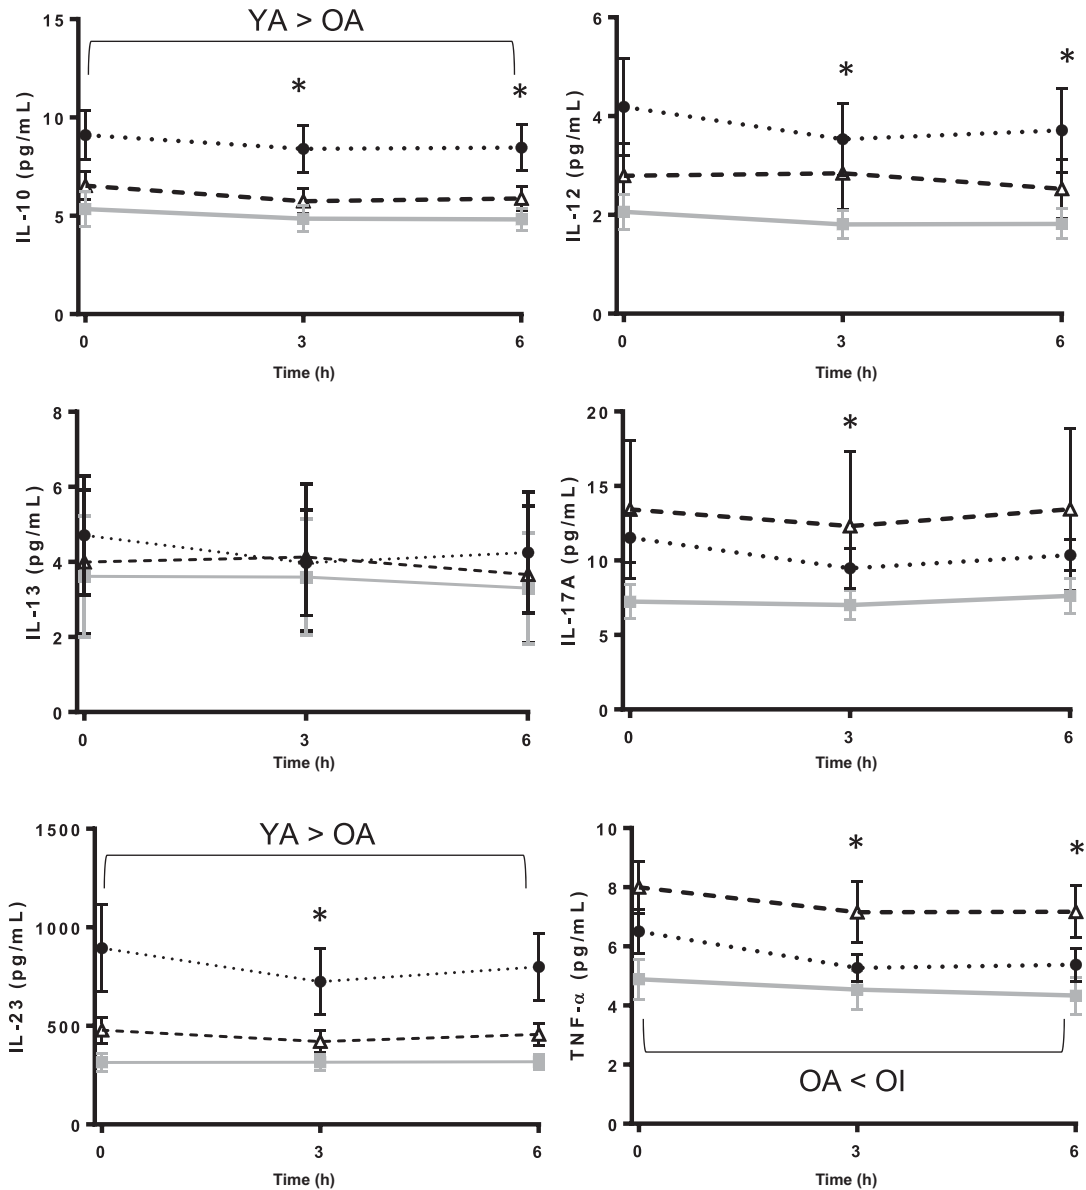 YA > OA
IL-10 (pg/mL)
15
10
5
0
*
*
0 3 6
Time (h)
IL-12 (pg/mL)
6
4
2
0
*
*
0 3 6
Time (h)
IL-13 (pg/mL)
8
6
4
2
0
0 3 6
Time (h)
IL-17A (pg/mL)
20
15
10
5
0
*
0 3 6
Time (h)
YA > OA
IL-23 (pg/mL)
1500
1000
500
0
*
0 3 6
Time (h)
TNF-α (pg/mL)
10
8
6
4
2
0
*
*
OA < OI
0 3 6
Time (h)